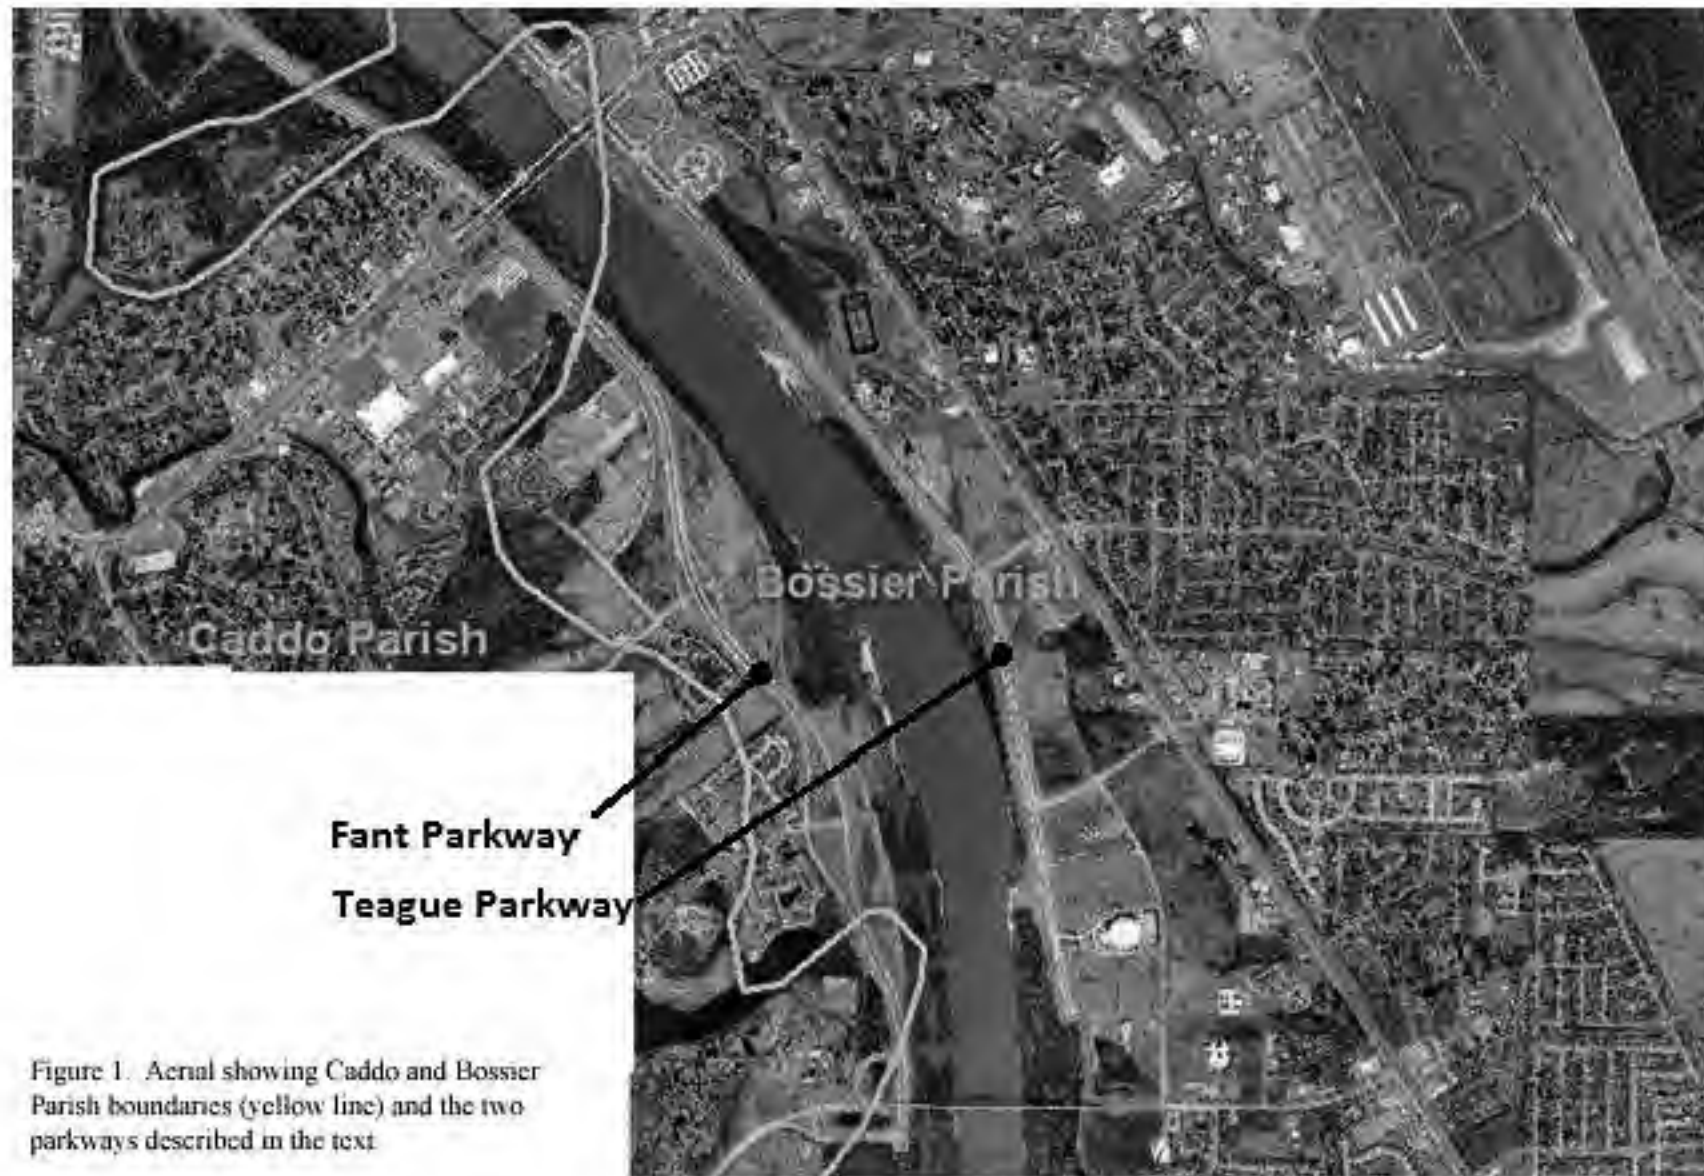 Bossier Parish
Caddo Parish
Fant Parkway
Teague Parkway
Figure 1. Aerial showing Caddo and Bossier
Parish boundaries (yellow line) and the two
parkways described in the text